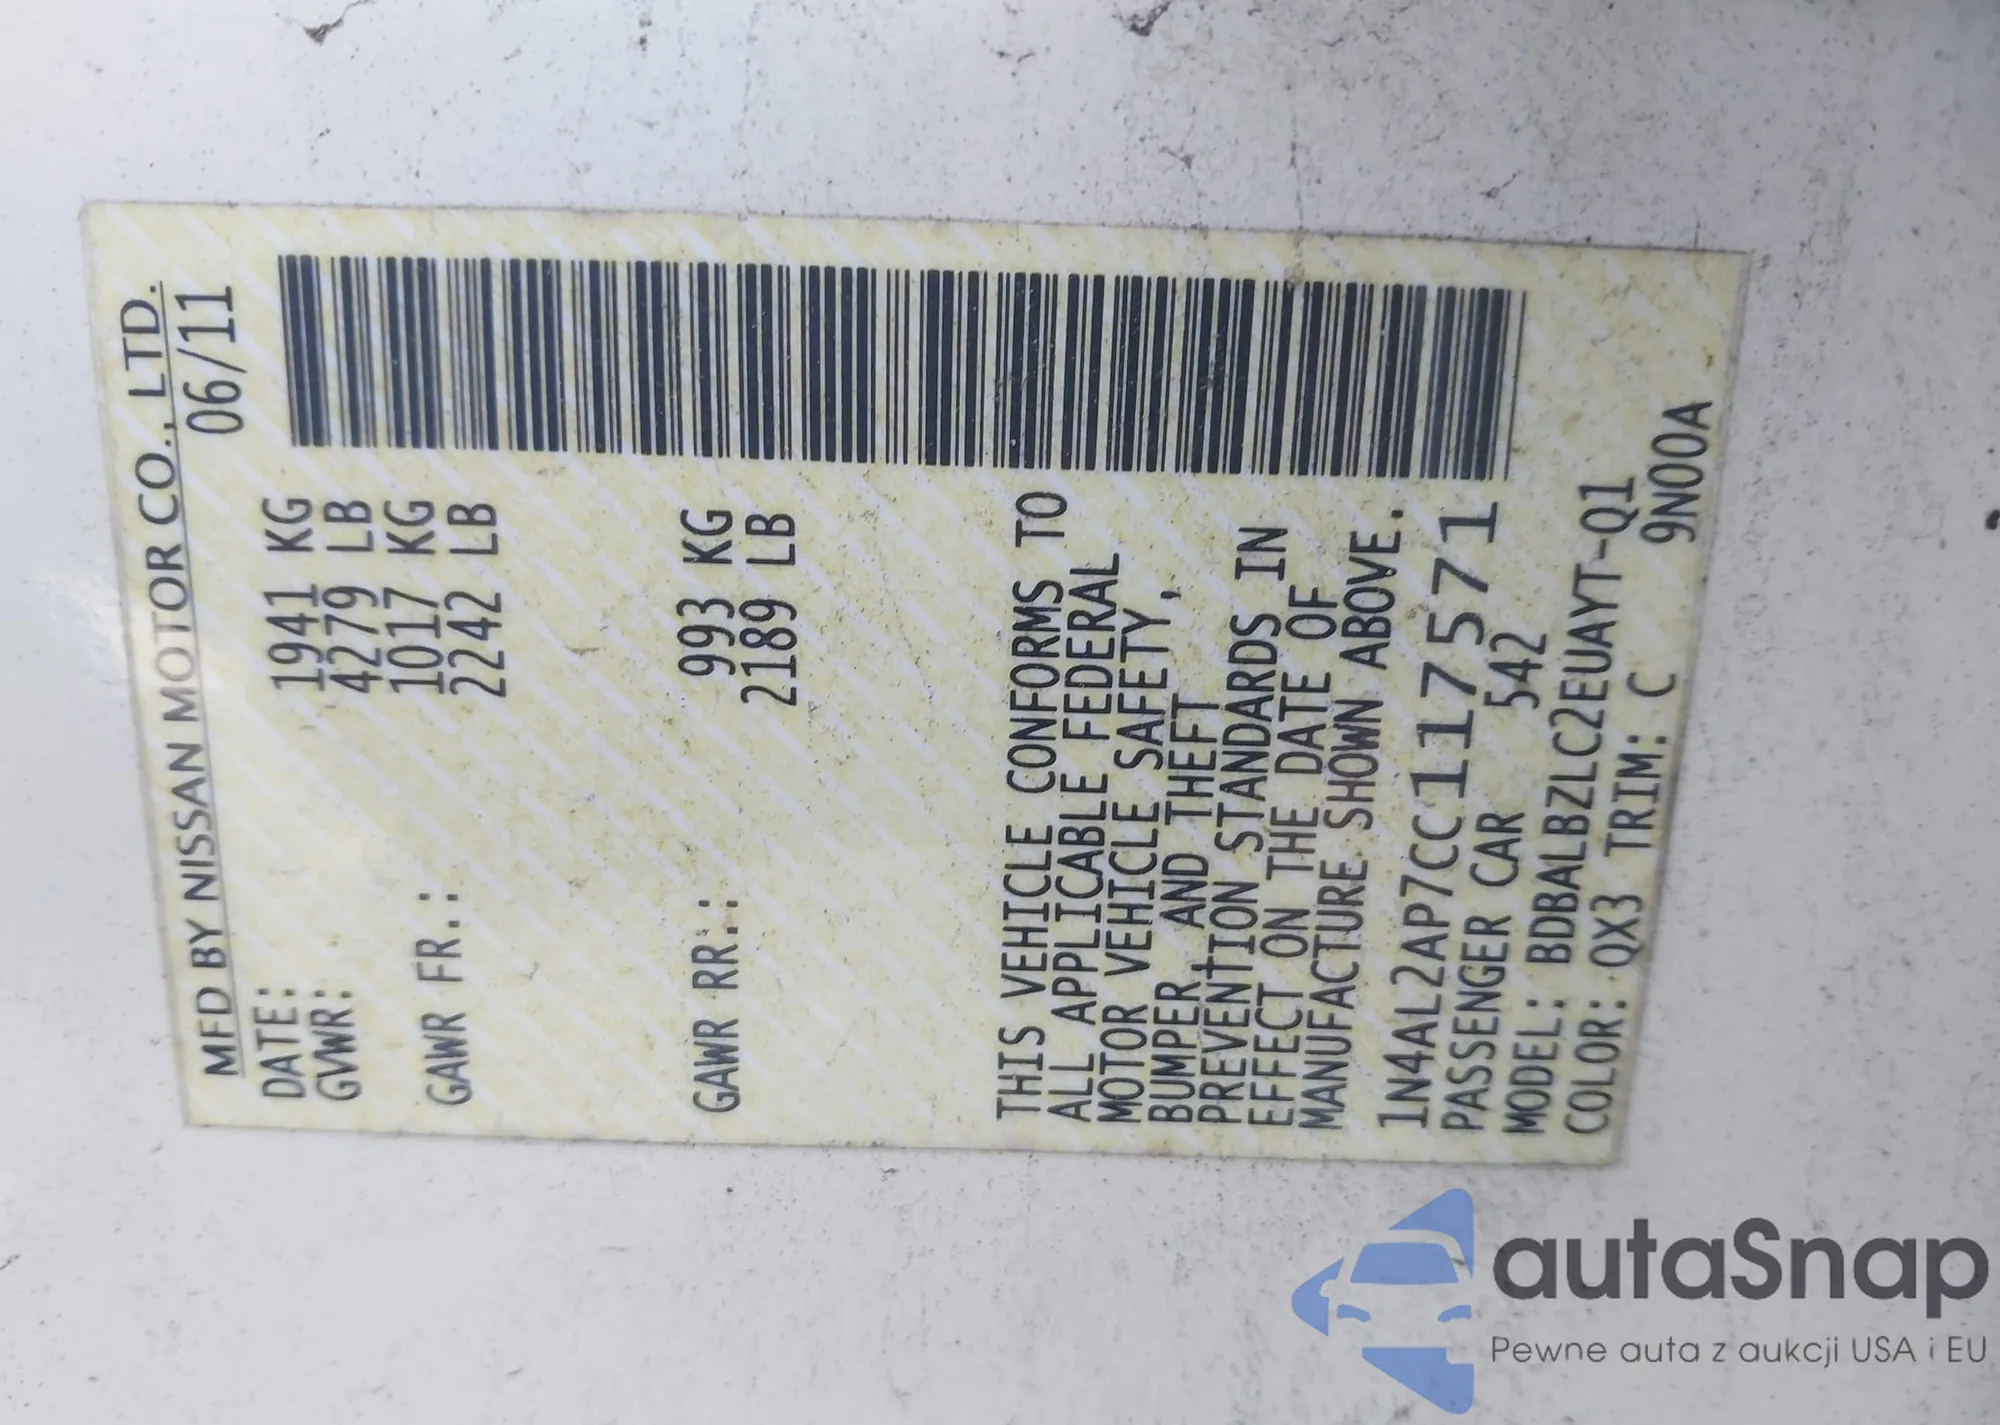 MFD BY NISSAN MOTOR CO., LTD.
DATE: 06/11
GVWR: 1941 KG
4279 LB
GAWR FR.: 1017 KG
2242 LB
GAWR RR.: 993 KG
2189 LB
THIS VEHICLE CONFORMS TO
ALL APPLICABLE FEDERAL
MOTOR VEHICLE SAFETY,
BUMPER, AND THEFT
PREVENTION STANDARDS IN
EFFECT ON THE DATE OF
MANUFACTURE SHOWN ABOVE.
1N4AL2AP7CC117571
PASSENGER CAR 542
MODEL: BDBALBZLC2EUAYT-Q1
COLOR: QX3 TRIM: C 9N00A
autaSnap
Pewne auta z aukcji USA i EU